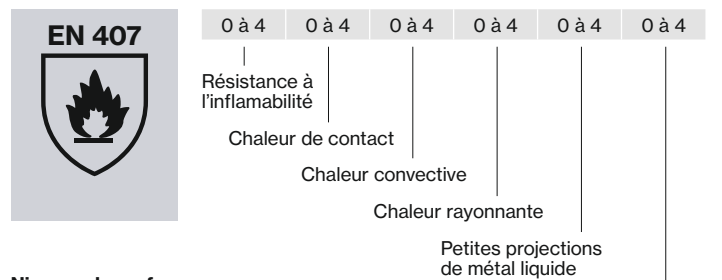 EN 407
0 à 4 0 à 4 0 à 4 0 à 4 0 à 4 0 à 4
Résistance à
l'inflamabilité
Chaleur de contact
Chaleur convective
Chaleur rayonnante
Petites projections
de métal liquide